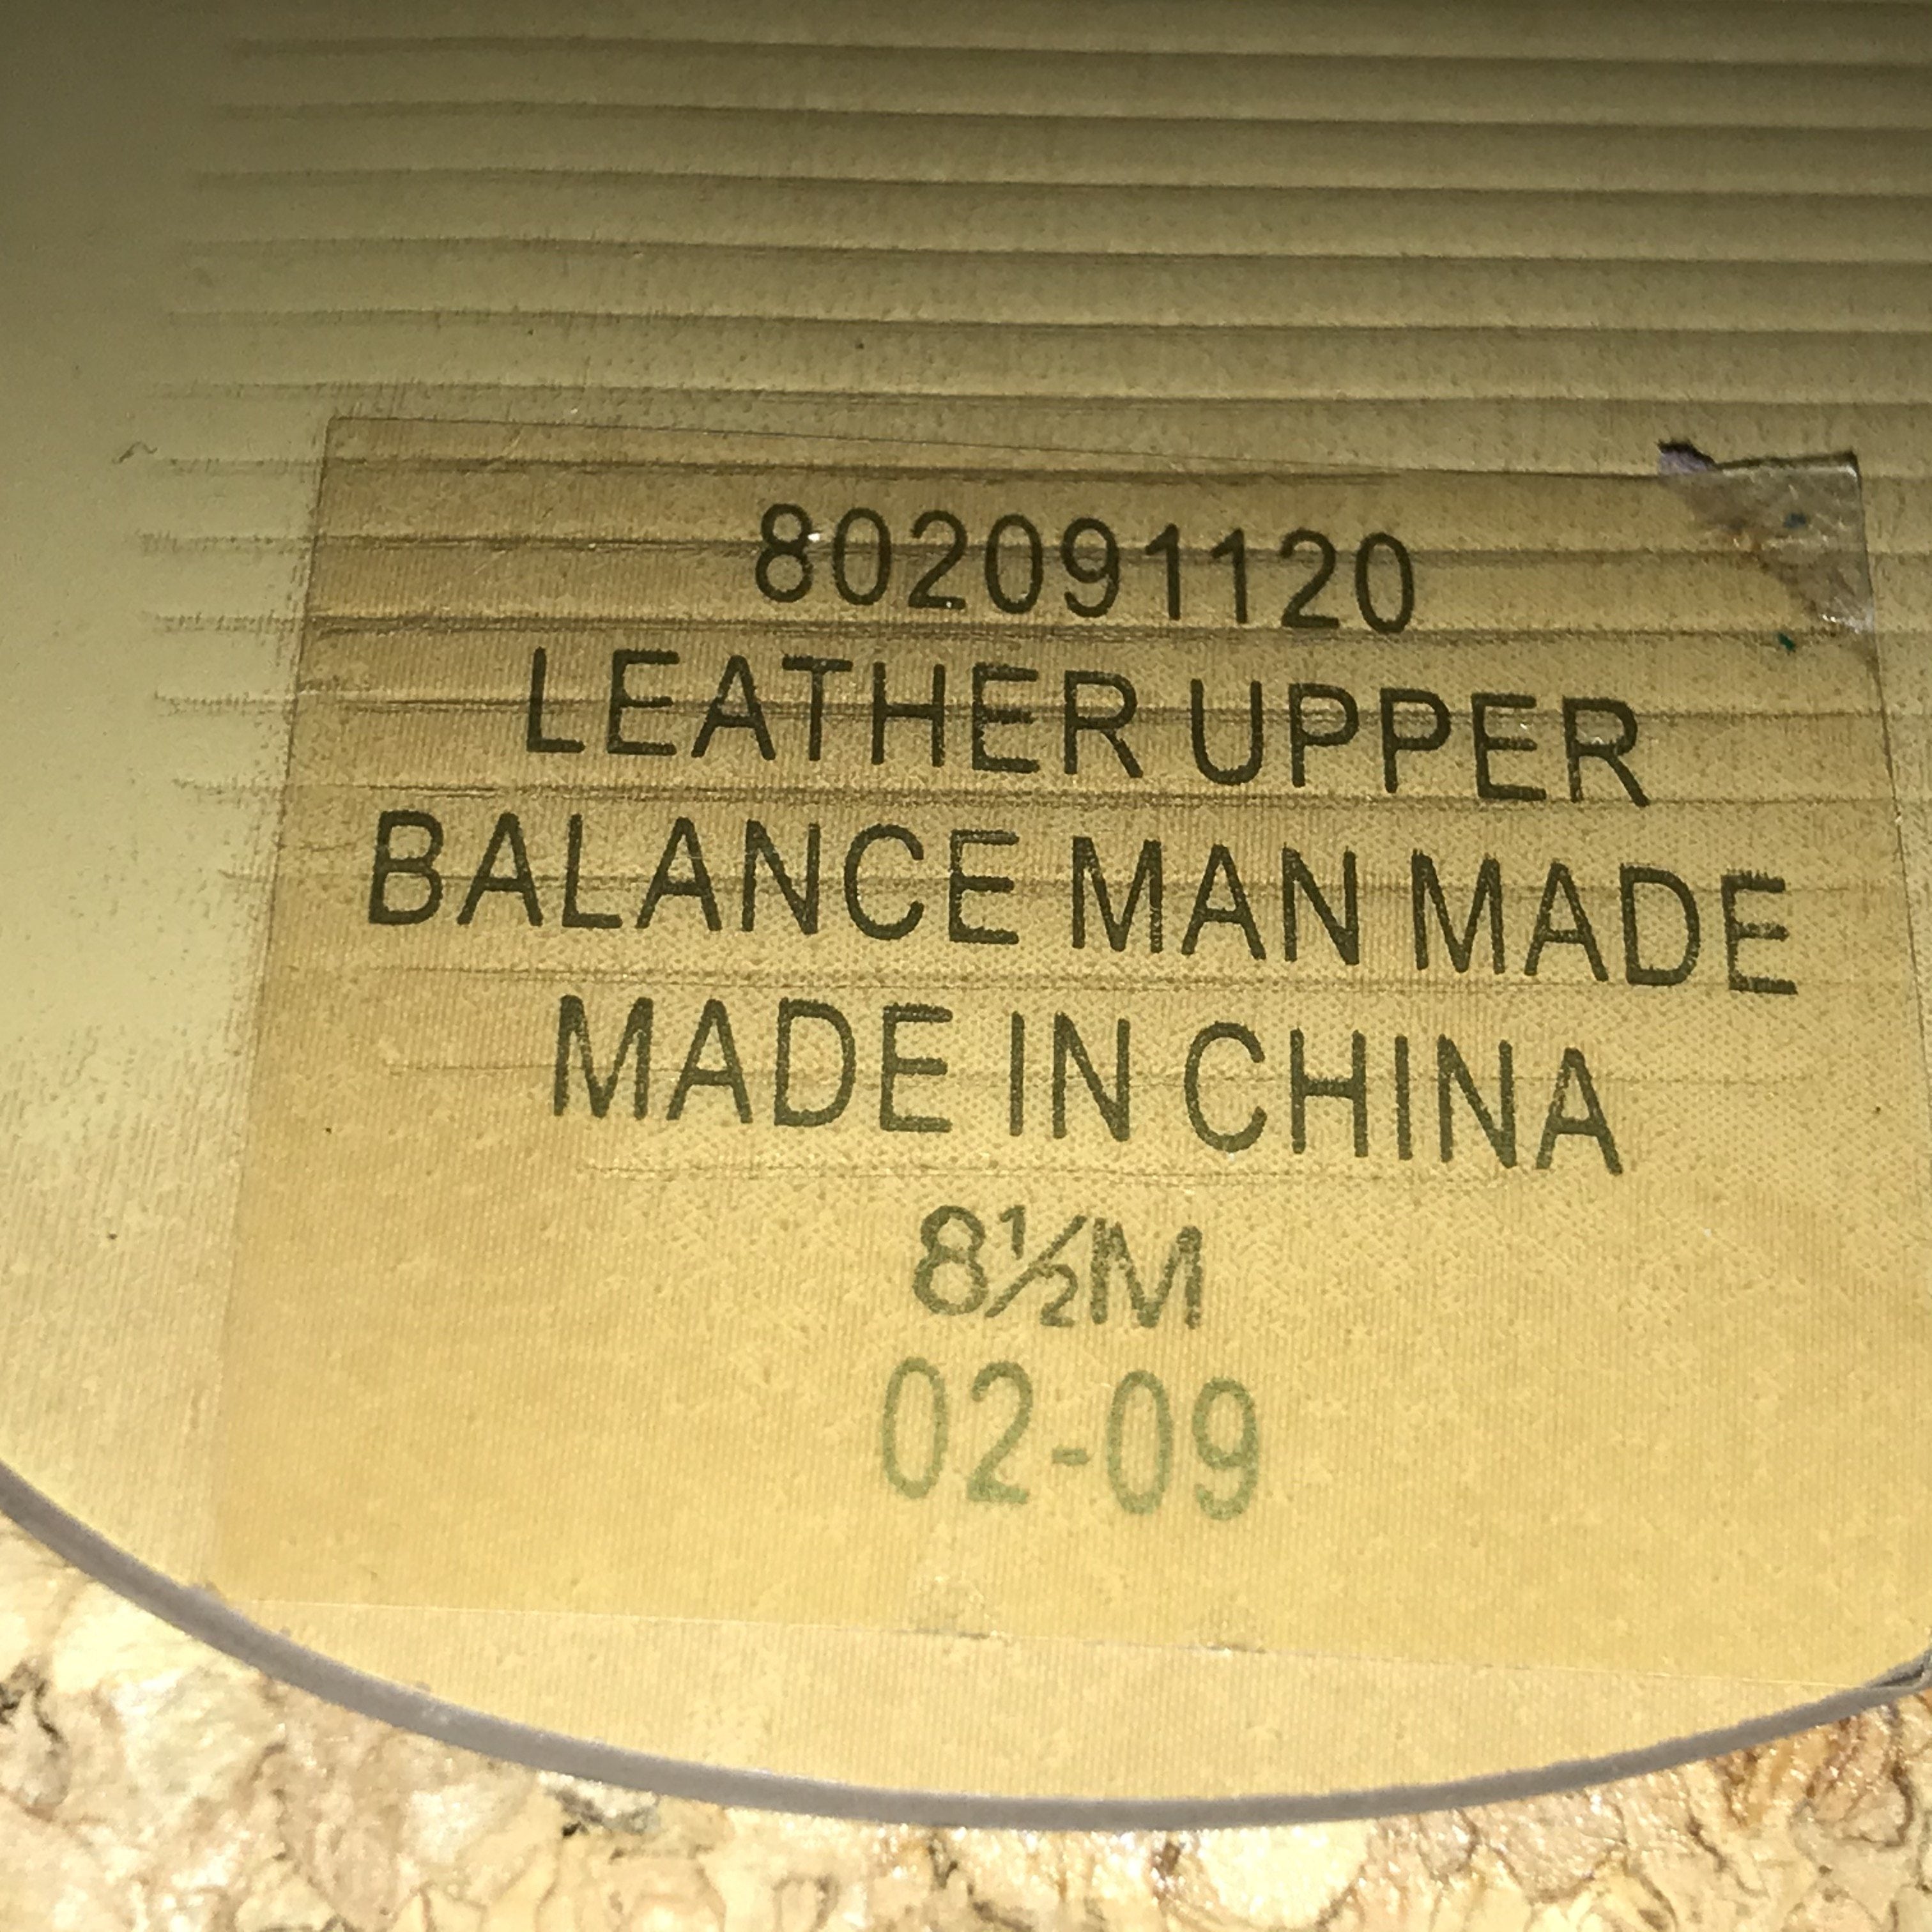 802091120
LEATHER UPPER
BALANCE MAN MADE
MADE IN CHINA
8½M
02-09